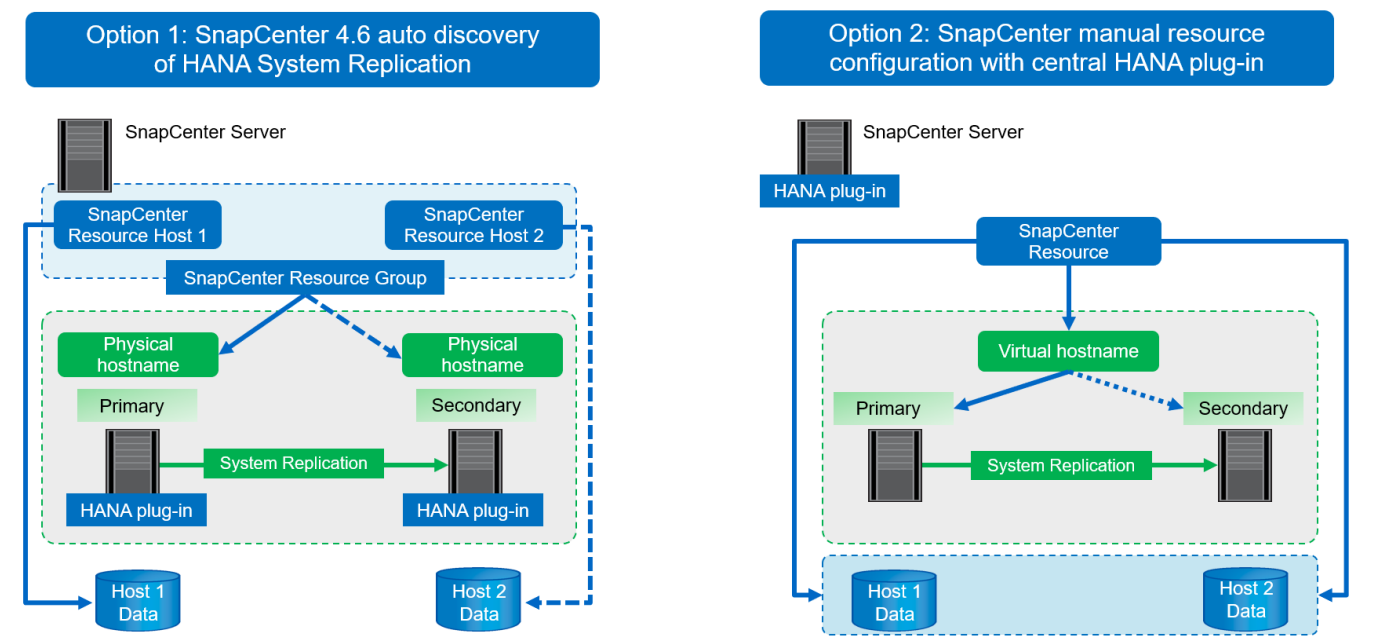 Option 1: SnapCenter 4.6 auto discovery
of HANA System Replication
SnapCenter Server
SnapCenter
Resource Host 1
SnapCenter
Resource Host 2
SnapCenter Resource Group
Physical
hostname
Physical
hostname
Primary
Secondary
System Replication
HANA plug-in
HANA plug-in
Host 1
Data
Host 2
Data
Option 2: SnapCenter manual resource
configuration with central HANA plug-in
SnapCenter Server
HANA plug-in
SnapCenter
Resource
Virtual hostname
Primary
Secondary
System Replication
Host 1
Data
Host 2
Data